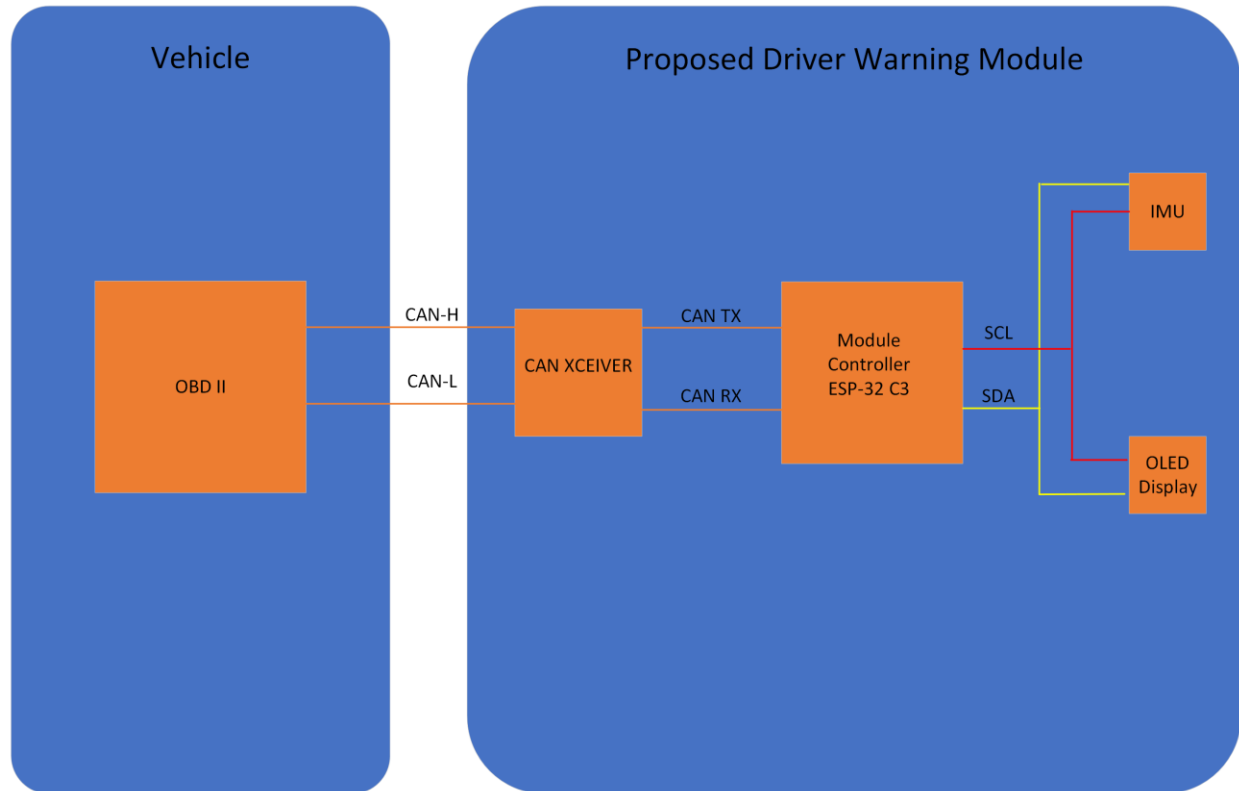 Vehicle
Proposed Driver Warning Module
IMU
OBD II
CAN-H
CAN-L
CAN XCEIVER
CAN TX
CAN RX
Module
Controller
ESP-32 C3
SCL
SDA
OLED
Display